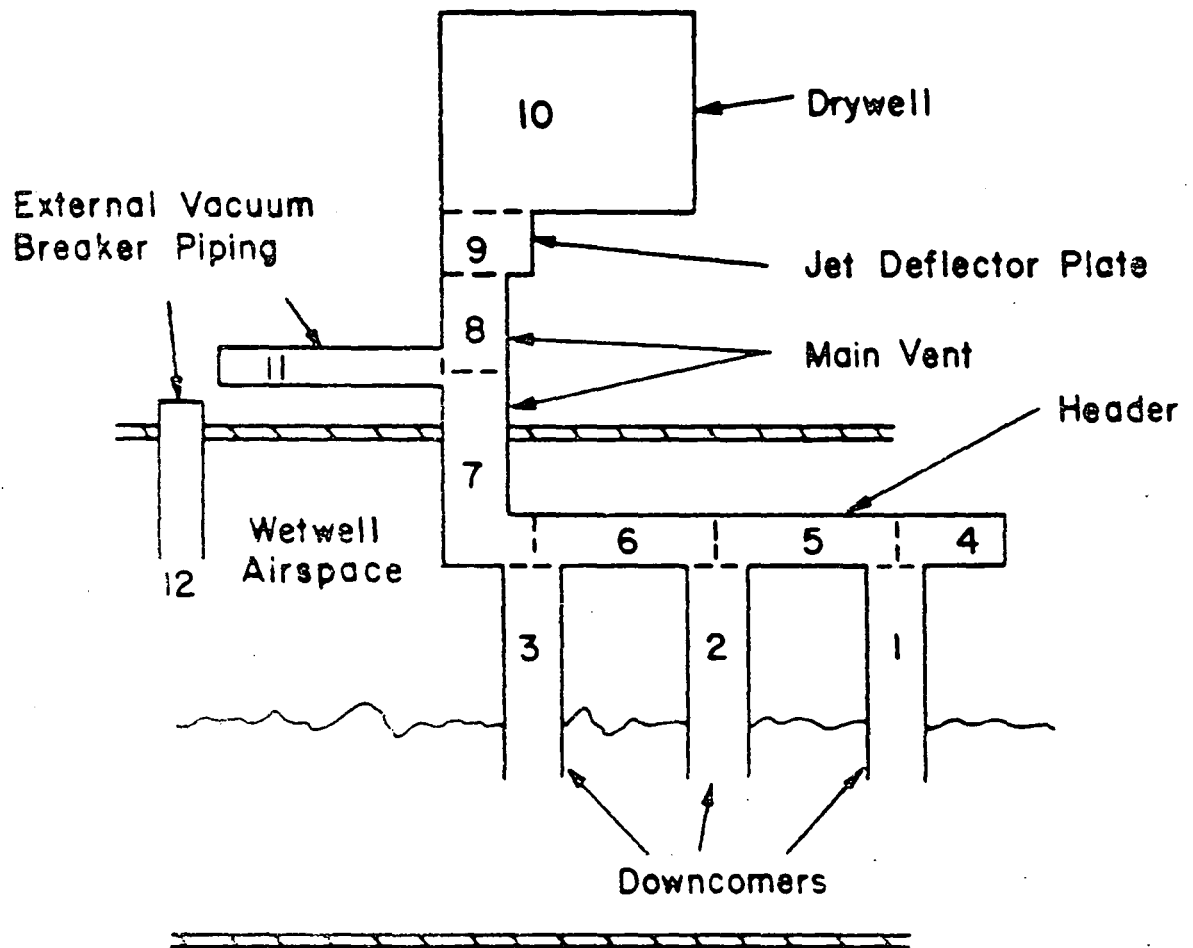 10
Drywell
External Vacuum
Breaker Piping
9
Jet Deflector Plate
8
Main Vent
11
Header
7
Wetwell
Airspace
6
5
4
12
3
2
1
Downcomers